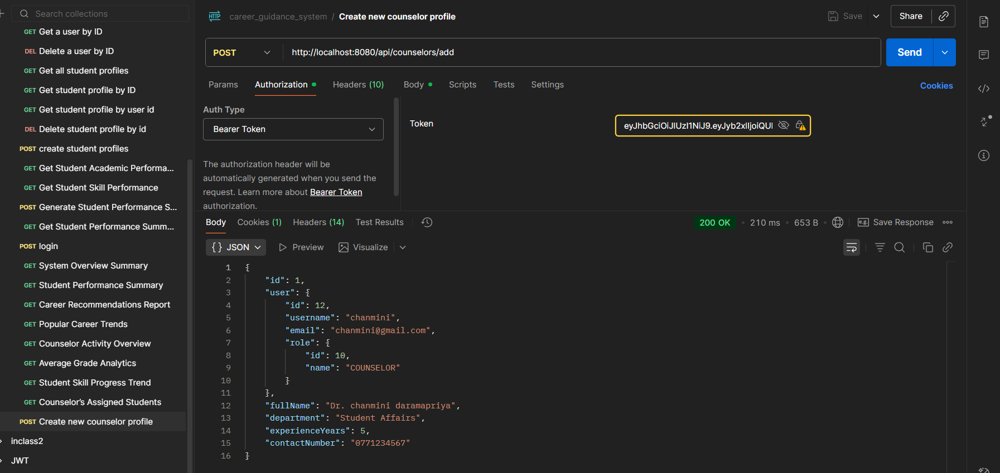 Search collections
GET Get a user by ID
DEL Delete a user by ID
GET Get all student profiles
GET Get student profile by ID
GET Get student profile by user id
DEL Delete student profile by id
POST create student profiles
GET Get Student Academic Performa...
GET Get Student Skill Performance
POST Generate Student Performance S...
GET Get Student Performance Summ...
POST login
GET System Overview Summary
GET Student Performance Summary
GET Career Recommendations Report
GET Popular Career Trends
GET Counselor Activity Overview
GET Average Grade Analytics
GET Student Skill Progress Trend
GET Counselor's Assigned Students
POST Create new counselor profile
inclass2
JWT
HTTP career_guidance_system / Create new counselor profile
Save
Share
POST http://localhost:8080/api/counselors/add
Send
Params Authorization Headers (10) Body Scripts Tests Settings
Cookies
Auth Type
Bearer Token
The authorization header will be
automatically generated when you send the
request. Learn more about Bearer Token
authorization.
Token
eyJhbGciOiJIUzI1NiJ9.eyJyb2xlIjoiQU
Body Cookies (1) Headers (14) Test Results
200 OK • 210 ms • 653 B • e.g. Save Response
{} JSON Preview Visualize
1 {
2 "id": 1,
3 "user": {
4 "id": 12,
5 "username": "chanmini",
6 "email": "chanmini@gmail.com",
7 "role": {
8 "id": 10,
9 "name": "COUNSELOR"
10 }
11 },
12 "fullName": "Dr. chanmini daramapriya",
13 "department": "Student Affairs",
14 "experienceYears": 5,
15 "contactNumber": "0771234567"
16 }